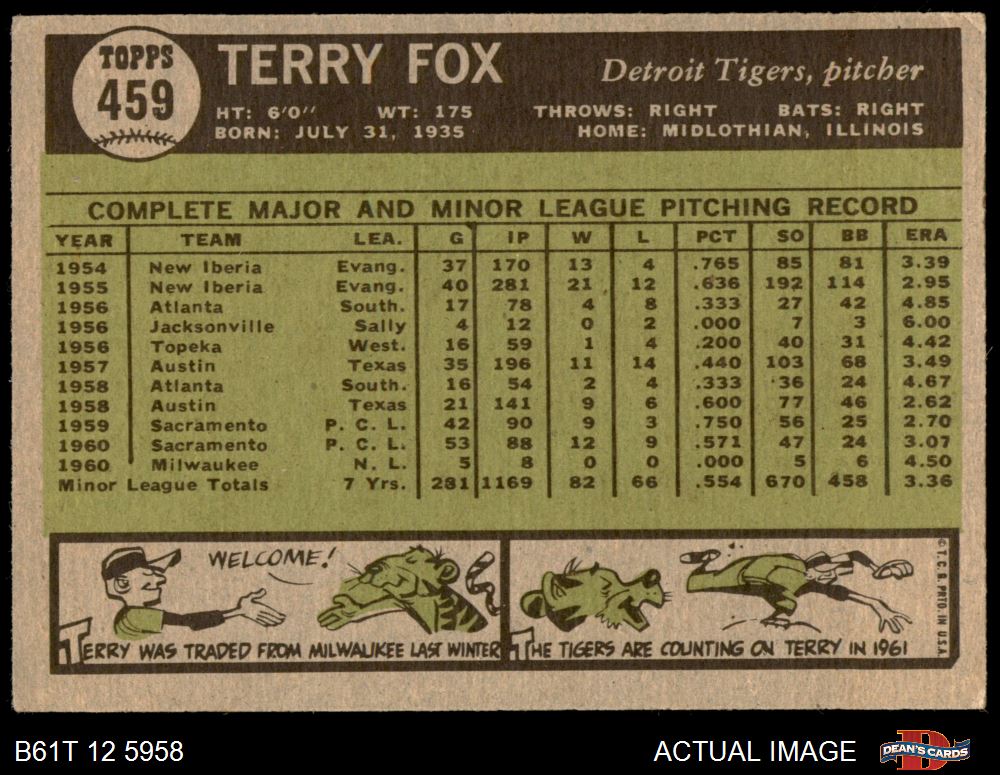 TOPPS
459
TERRY FOX
Detroit Tigers, pitcher
HT: 6'0" WT: 175 THROWS: RIGHT BATS: RIGHT
BORN: JULY 31, 1935 HOME: MIDLOTHIAN, ILLINOIS
COMPLETE MAJOR AND MINOR LEAGUE PITCHING RECORD
YEAR TEAM LEA. G IP W L PCT SO BB ERA
1954 New Iberia Evang. 37 170 13 4 .765 85 81 3.39
1955 New Iberia Evang. 40 281 21 12 .636 192 114 2.95
1956 Atlanta South. 17 78 4 8 .333 27 42 4.85
1956 Jacksonville Sally 4 12 0 2 .000 7 3 6.00
1956 Topeka West. 16 59 1 4 .200 40 31 4.42
1957 Austin Texas 35 196 11 14 .440 103 68 3.49
1958 Atlanta South. 16 54 2 4 .333 36 24 4.67
1958 Austin Texas 21 141 9 6 .600 77 46 2.62
1959 Sacramento P. C. L. 42 90 9 3 .750 56 25 2.70
1960 Sacramento P. C. L. 53 88 12 9 .571 47 24 3.07
1960 Milwaukee N. L. 5 8 0 0 .000 5 6 4.50
Minor League Totals 7 Yrs. 281 1169 82 66 .554 670 458 3.36
WELCOME!
TERRY WAS TRADED FROM MILWAUKEE LAST WINTER
THE TIGERS ARE COUNTING ON TERRY IN 1961
© T. C. G. PRTD. IN U.S.A.
B61T 12 5958
ACTUAL IMAGE
DEAN'S CARDS